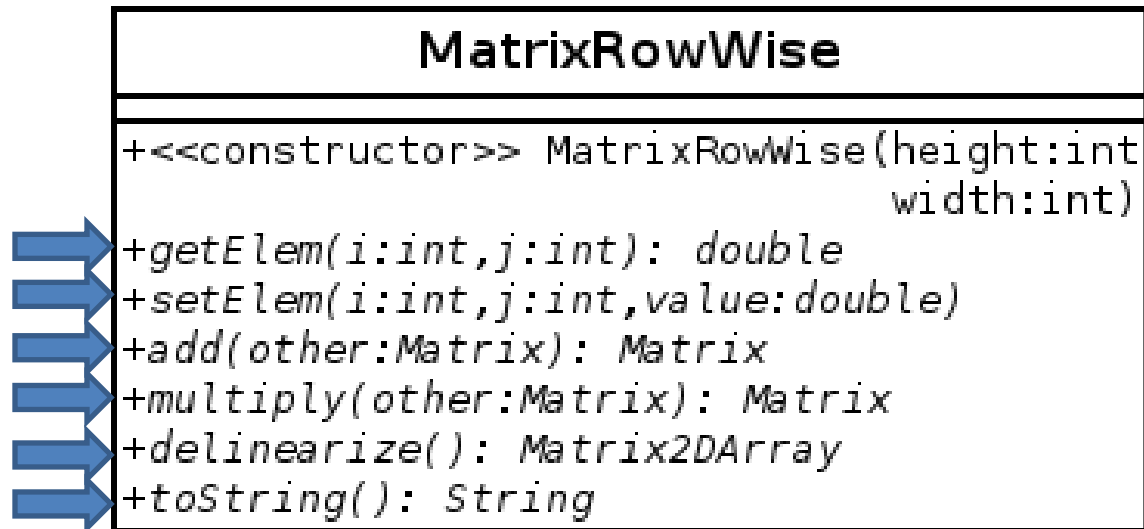 MatrixRowWise
+<<constructor>> MatrixRowWise(height:int
width:int)
+getElem(i:int,j:int): double
+setElem(i:int,j:int,value:double)
+add(other:Matrix): Matrix
+multiply(other:Matrix): Matrix
+delinearize(): Matrix2DArray
+toString(): String